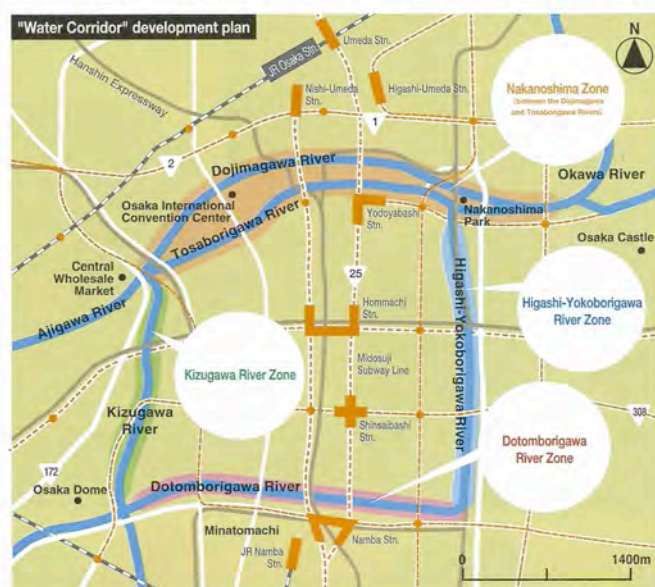 "Water Corridor" development plan
Umeda Stn.
N
JR Osaka Stn.
Hanshin Expressway
Nishi-Umeda
Stn.
Higashi-Umeda Stn.
Nakanoshima Zone
(between the Dojimagawa
and Tosaborigawa Rivers)
1
2
Dojimagawa River
Okawa River
Osaka International
Convention Center
Tosaborigawa River
Yodoyabashi
Stn.
Nakanoshima
Park
Osaka Castle
Central
Wholesale
Market
25
Ajigawa River
Higashi-Yokoborigawa River
Higashi-Yokoborigawa
River Zone
Hommachi
Stn.
Kizugawa River Zone
Midosuji
Subway Line
Kizugawa
River
Shinsaibashi
Stn.
308
Dotomborigawa
River Zone
172
Osaka Dome
Dotomborigawa River
Minatomachi
JR Namba
Stn.
Namba Stn.
0
1400m